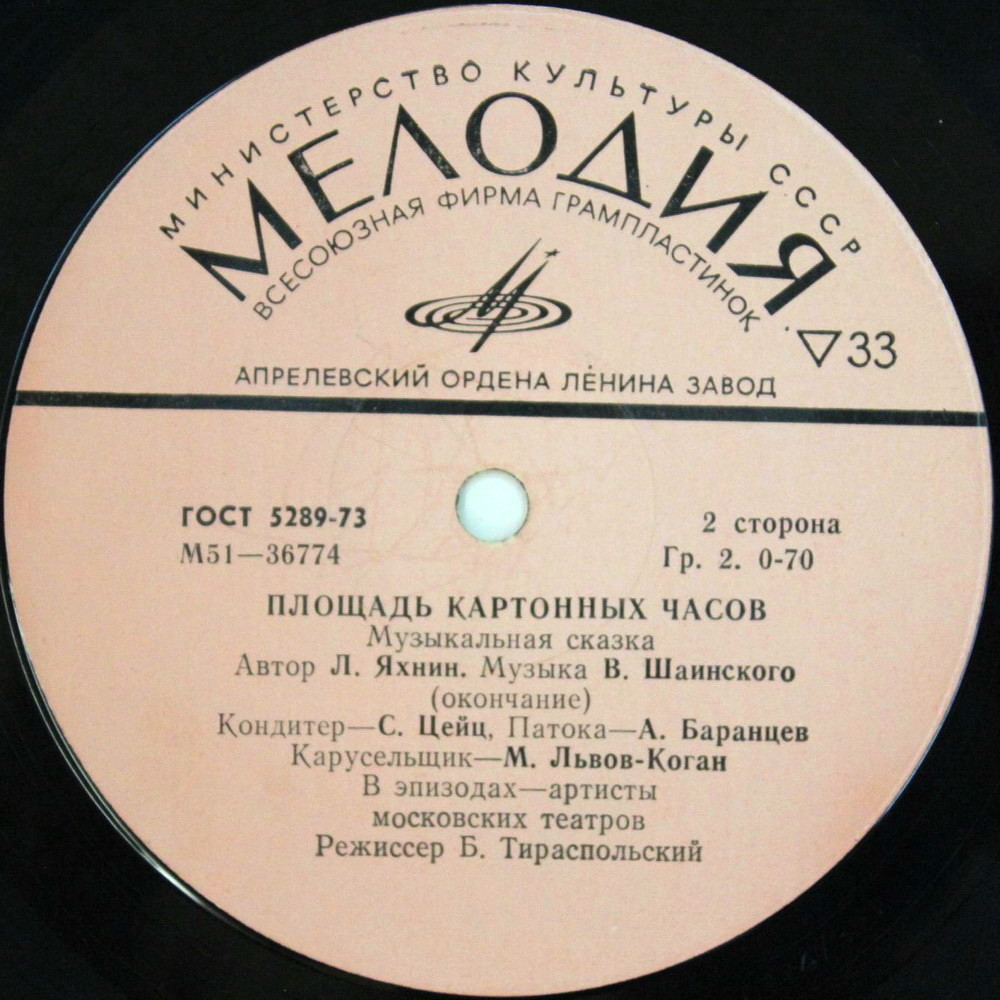 МИНИСТЕРСТВО КУЛЬТУРЫ СССР
МЕЛОДИЯ
ВСЕСОЮЗНАЯ ФИРМА ГРАМПЛАСТИНОК
▽33
АПРЕЛЕВСКИЙ ОРДЕНА ЛЕНИНА ЗАВОД
ГОСТ 5289-73
2 сторона
М51—36774
Гр. 2. 0-70
ПЛОЩАДЬ КАРТОННЫХ ЧАСОВ
Музыкальная сказка
Автор Л. Яхнин. Музыка В. Шаинского
(окончание)
Кондитер—С. Цейц, Патока—А. Баранцев
Карусельщик—М. Львов-Коган
В эпизодах—артисты
московских театров
Режиссер Б. Тираспольский